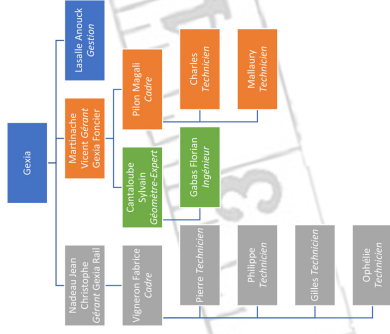 Gexia
Nadeau Jean
Christophe
Gérant Gexia Rail
Martinache
Vicent Gérant
Gexia Foncier
Lasalle Anouck
Gestion
Vigneron Fabrice
Cadre
Cantaloube
Sylvain
Géomètre-Expert
Pilon Magali
Cadre
Pierre Technicien
Philippe
Technicien
Gilles Technicien
Ophélie
Technicien
Gabas Florian
Ingénieur
Charles
Technicien
Mallaury
Technicien